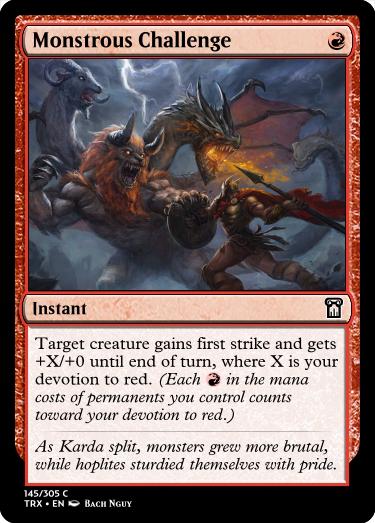 Monstrous Challenge
Instant
Target creature gains first strike and gets
+X/+0 until end of turn, where X is your
devotion to red. (Each in the mana
costs of permanents you control counts
toward your devotion to red.)
As Karda split, monsters grew more brutal,
while hoplites sturdied themselves with pride.
145/305 C
TRX • EN Bach Nguy